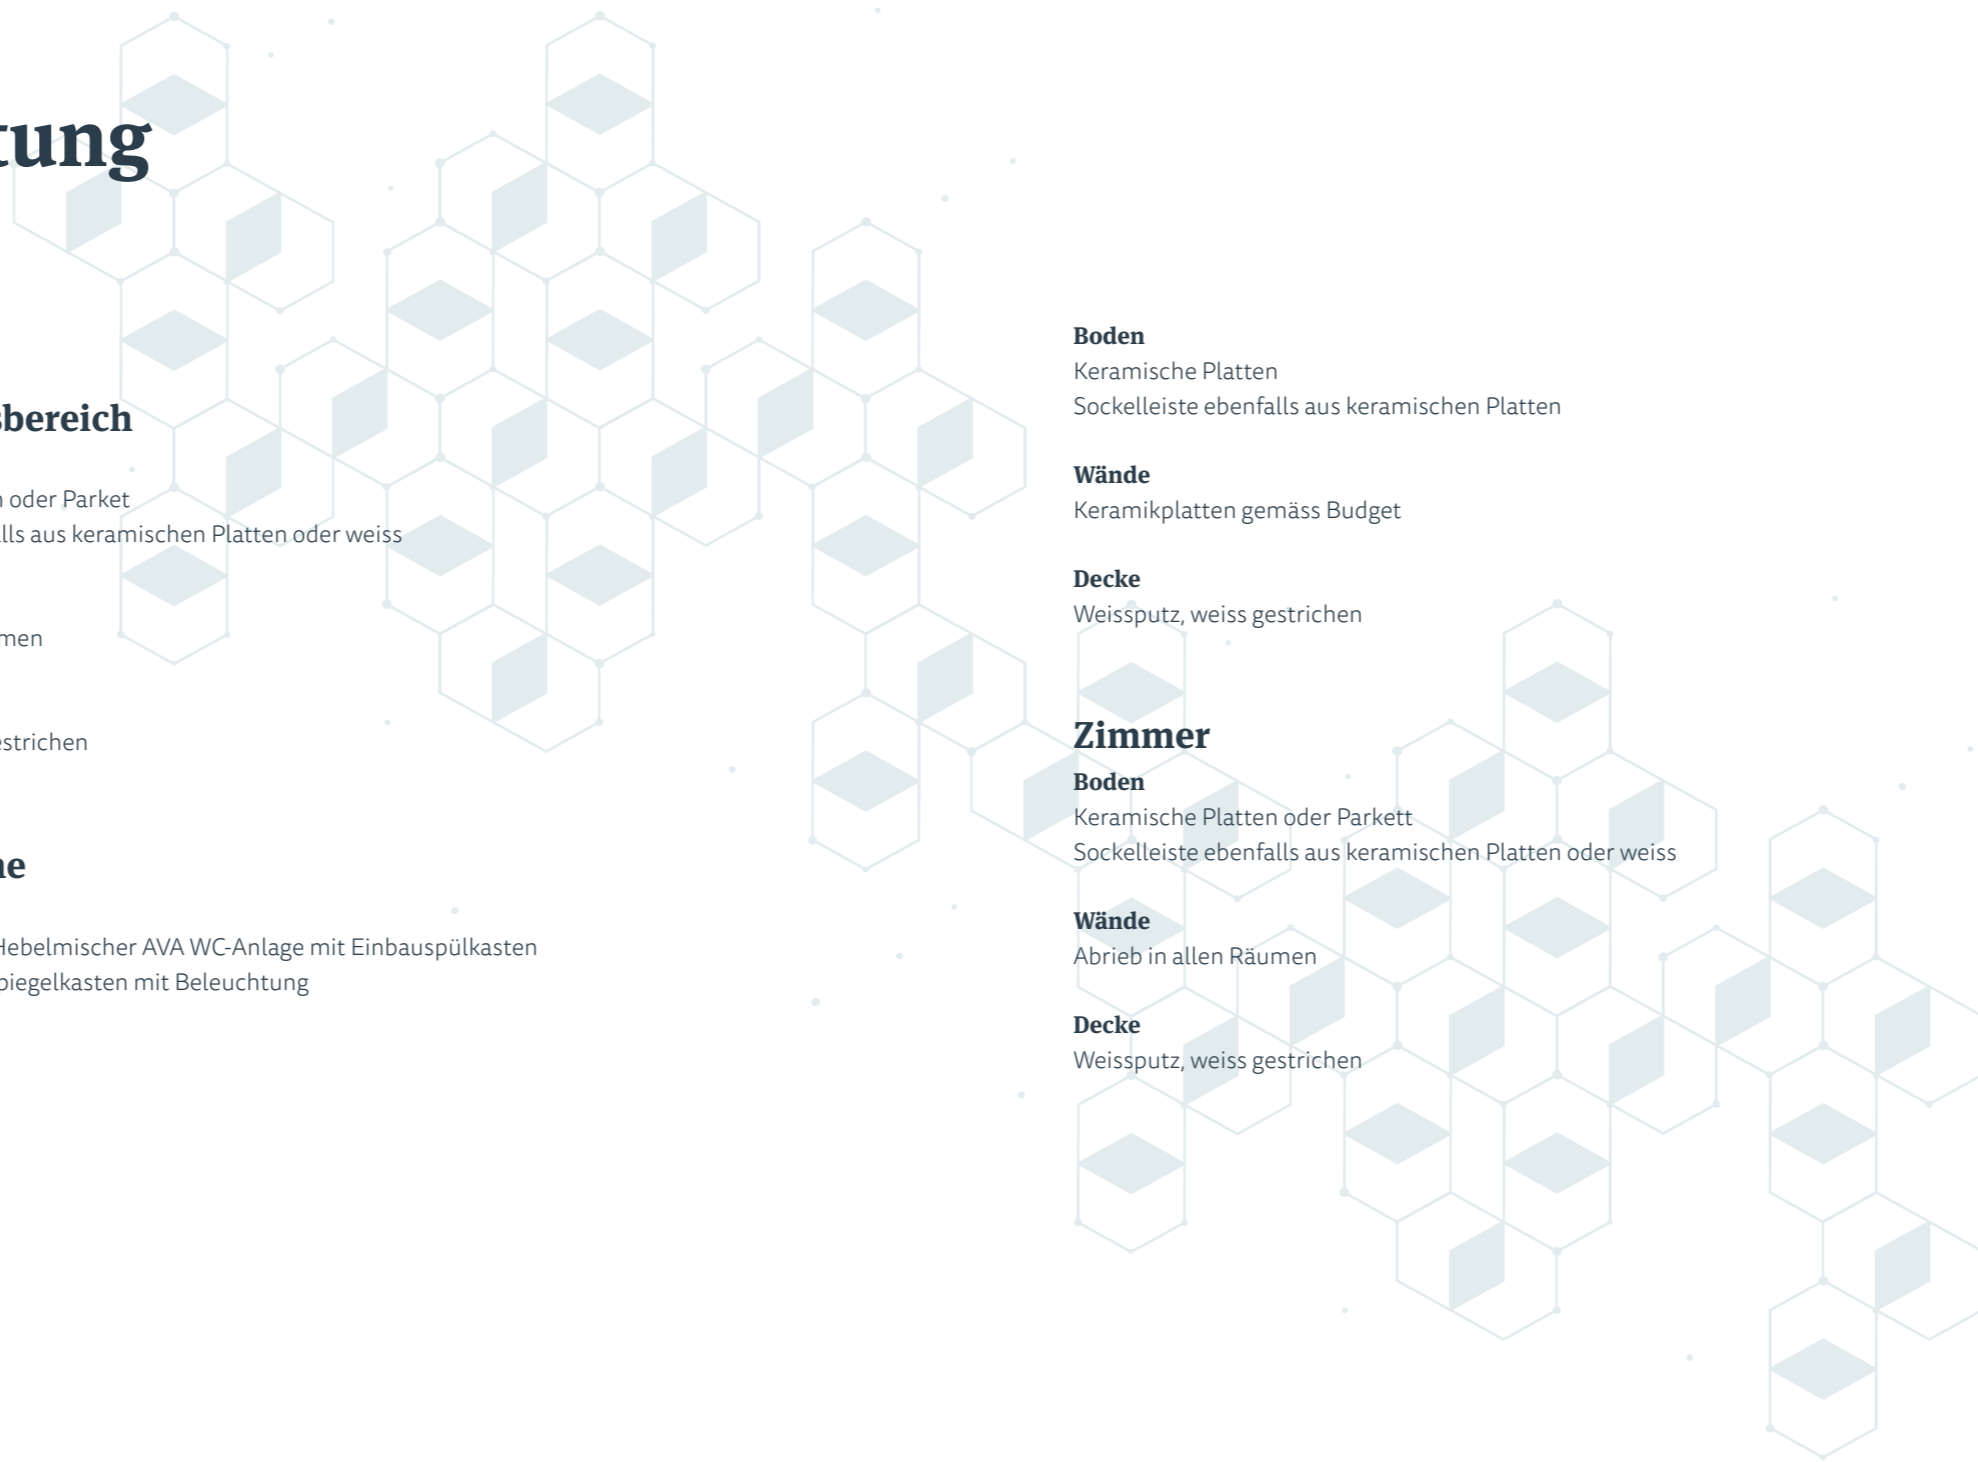 tung
sbereich
n oder Parket
lls aus keramischen Platten oder weiss
men
estrichen
ne
Hebelmischer AVA WC-Anlage mit Einbauspülkasten
piegelkasten mit Beleuchtung
Boden
Keramische Platten
Sockelleiste ebenfalls aus keramischen Platten
Wände
Keramikplatten gemäss Budget
Decke
Weissputz, weiss gestrichen
Zimmer
Boden
Keramische Platten oder Parkett
Sockelleiste ebenfalls aus keramischen Platten oder weiss
Wände
Abrieb in allen Räumen
Decke
Weissputz, weiss gestrichen